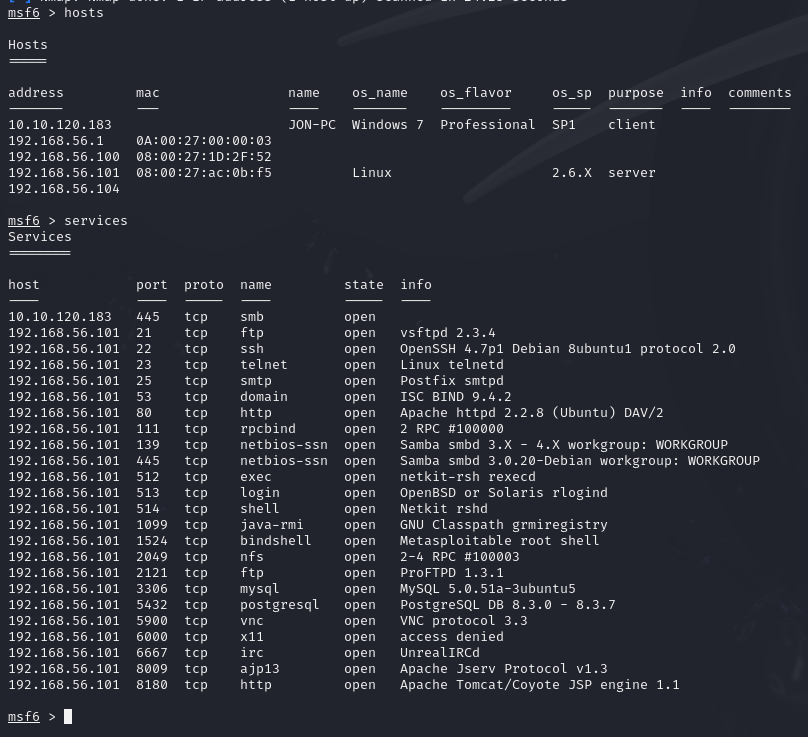 msf6 > hosts
Hosts
address mac name os_name os_flavor os_sp purpose info comments
10.10.120.183 JON-PC Windows 7 Professional SP1 client
192.168.56.1 0A:00:27:00:00:03
192.168.56.100 08:00:27:1D:2F:52
192.168.56.101 08:00:27:ac:0b:f5 Linux 2.6.X server
192.168.56.104
msf6 > services
Services
host port proto name state info
10.10.120.183 445 tcp smb open
192.168.56.101 21 tcp ftp open vsftpd 2.3.4
192.168.56.101 22 tcp ssh open OpenSSH 4.7p1 Debian 8ubuntu1 protocol 2.0
192.168.56.101 23 tcp telnet open Linux telnetd
192.168.56.101 25 tcp smtp open Postfix smtpd
192.168.56.101 53 tcp domain open ISC BIND 9.4.2
192.168.56.101 80 tcp http open Apache httpd 2.2.8 (Ubuntu) DAV/2
192.168.56.101 111 tcp rpcbind open 2 RPC #100000
192.168.56.101 139 tcp netbios-ssn open Samba smbd 3.X - 4.X workgroup: WORKGROUP
192.168.56.101 445 tcp netbios-ssn open Samba smbd 3.0.20-Debian workgroup: WORKGROUP
192.168.56.101 512 tcp exec open netkit-rsh rexecd
192.168.56.101 513 tcp login open OpenBSD or Solaris rlogind
192.168.56.101 514 tcp shell open Netkit rshd
192.168.56.101 1099 tcp java-rmi open GNU Classpath grmiregistry
192.168.56.101 1524 tcp bindshell open Metasploitable root shell
192.168.56.101 2049 tcp nfs open 2-4 RPC #100003
192.168.56.101 2121 tcp ftp open ProFTPD 1.3.1
192.168.56.101 3306 tcp mysql open MySQL 5.0.51a-3ubuntu5
192.168.56.101 5432 tcp postgresql open PostgreSQL DB 8.3.0 - 8.3.7
192.168.56.101 5900 tcp vnc open VNC protocol 3.3
192.168.56.101 6000 tcp x11 open access denied
192.168.56.101 6667 tcp irc open UnrealIRCd
192.168.56.101 8009 tcp ajp13 open Apache Jserv Protocol v1.3
192.168.56.101 8180 tcp http open Apache Tomcat/Coyote JSP engine 1.1
msf6 >